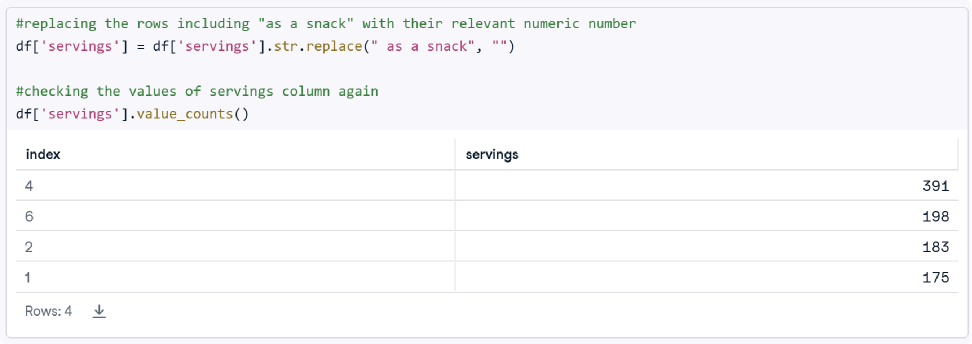 #replacing the rows including "as a snack" with their relevant numeric number
df['servings'] = df['servings'].str.replace(" as a snack", "")
#checking the values of servings column again
df['servings'].value_counts()
index servings
4 391
6 198
2 183
1 175
Rows: 4